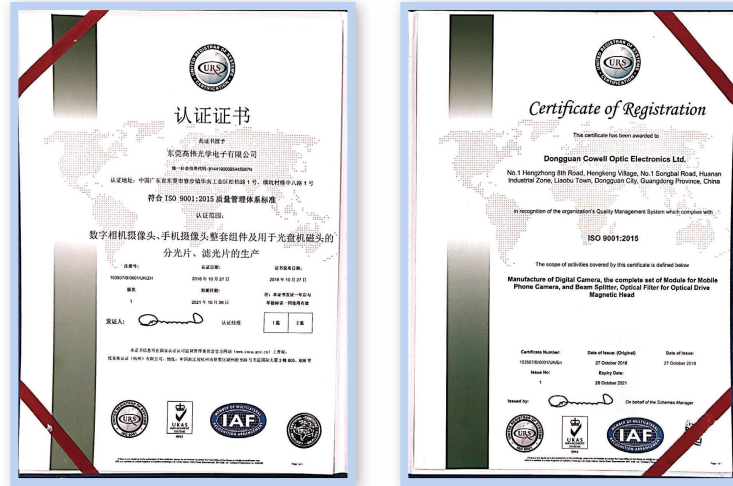 URS
认证证书
此证书授予
东莞高伟光学电子有限公司
认证地址：中国广东省东莞市寮步镇华南工业区松柏路1号、横坑村横中八路1号
符合 ISO 9001:2015 质量管理体系标准
认证范围：
数字相机摄像头、手机摄像头整套组件及用于光盘机磁头的
分光片、滤光片的生产
注册号：
认证日期：
证书发布日期：
2018 年 10 月 27 日
2018 年 10 月 27 日
版次
到期日期：
1
2021 年 10 月 26 日
发证人：
认证经理
1监
2监
URS
UKAS
IAF
URS
Certificate of Registration
This certificate has been awarded to
Dongguan Cowell Optic Electronics Ltd.
No.1 Hengzhong 8th Road, Hengkeng Village, No.1 Songbai Road, Huanan
Industrial Zone, Liaobu Town, Dongguan City, Guangdong Province, China
in recognition of the organization's Quality Management System which complies with
ISO 9001:2015
The scope of activities covered by this certificate is defined below
Manufacture of Digital Camera, the complete set of Module for Mobile
Phone Camera, and Beam Splitter, Optical Filter for Optical Drive
Magnetic Head
Certificate Number:
Date of Issue: (Original)
Date of Issue:
27 October 2018
27 October 2018
Issue No:
Expiry Date:
1
26 October 2021
Issued by:
On behalf of the Schemes Manager
URS
UKAS
IAF